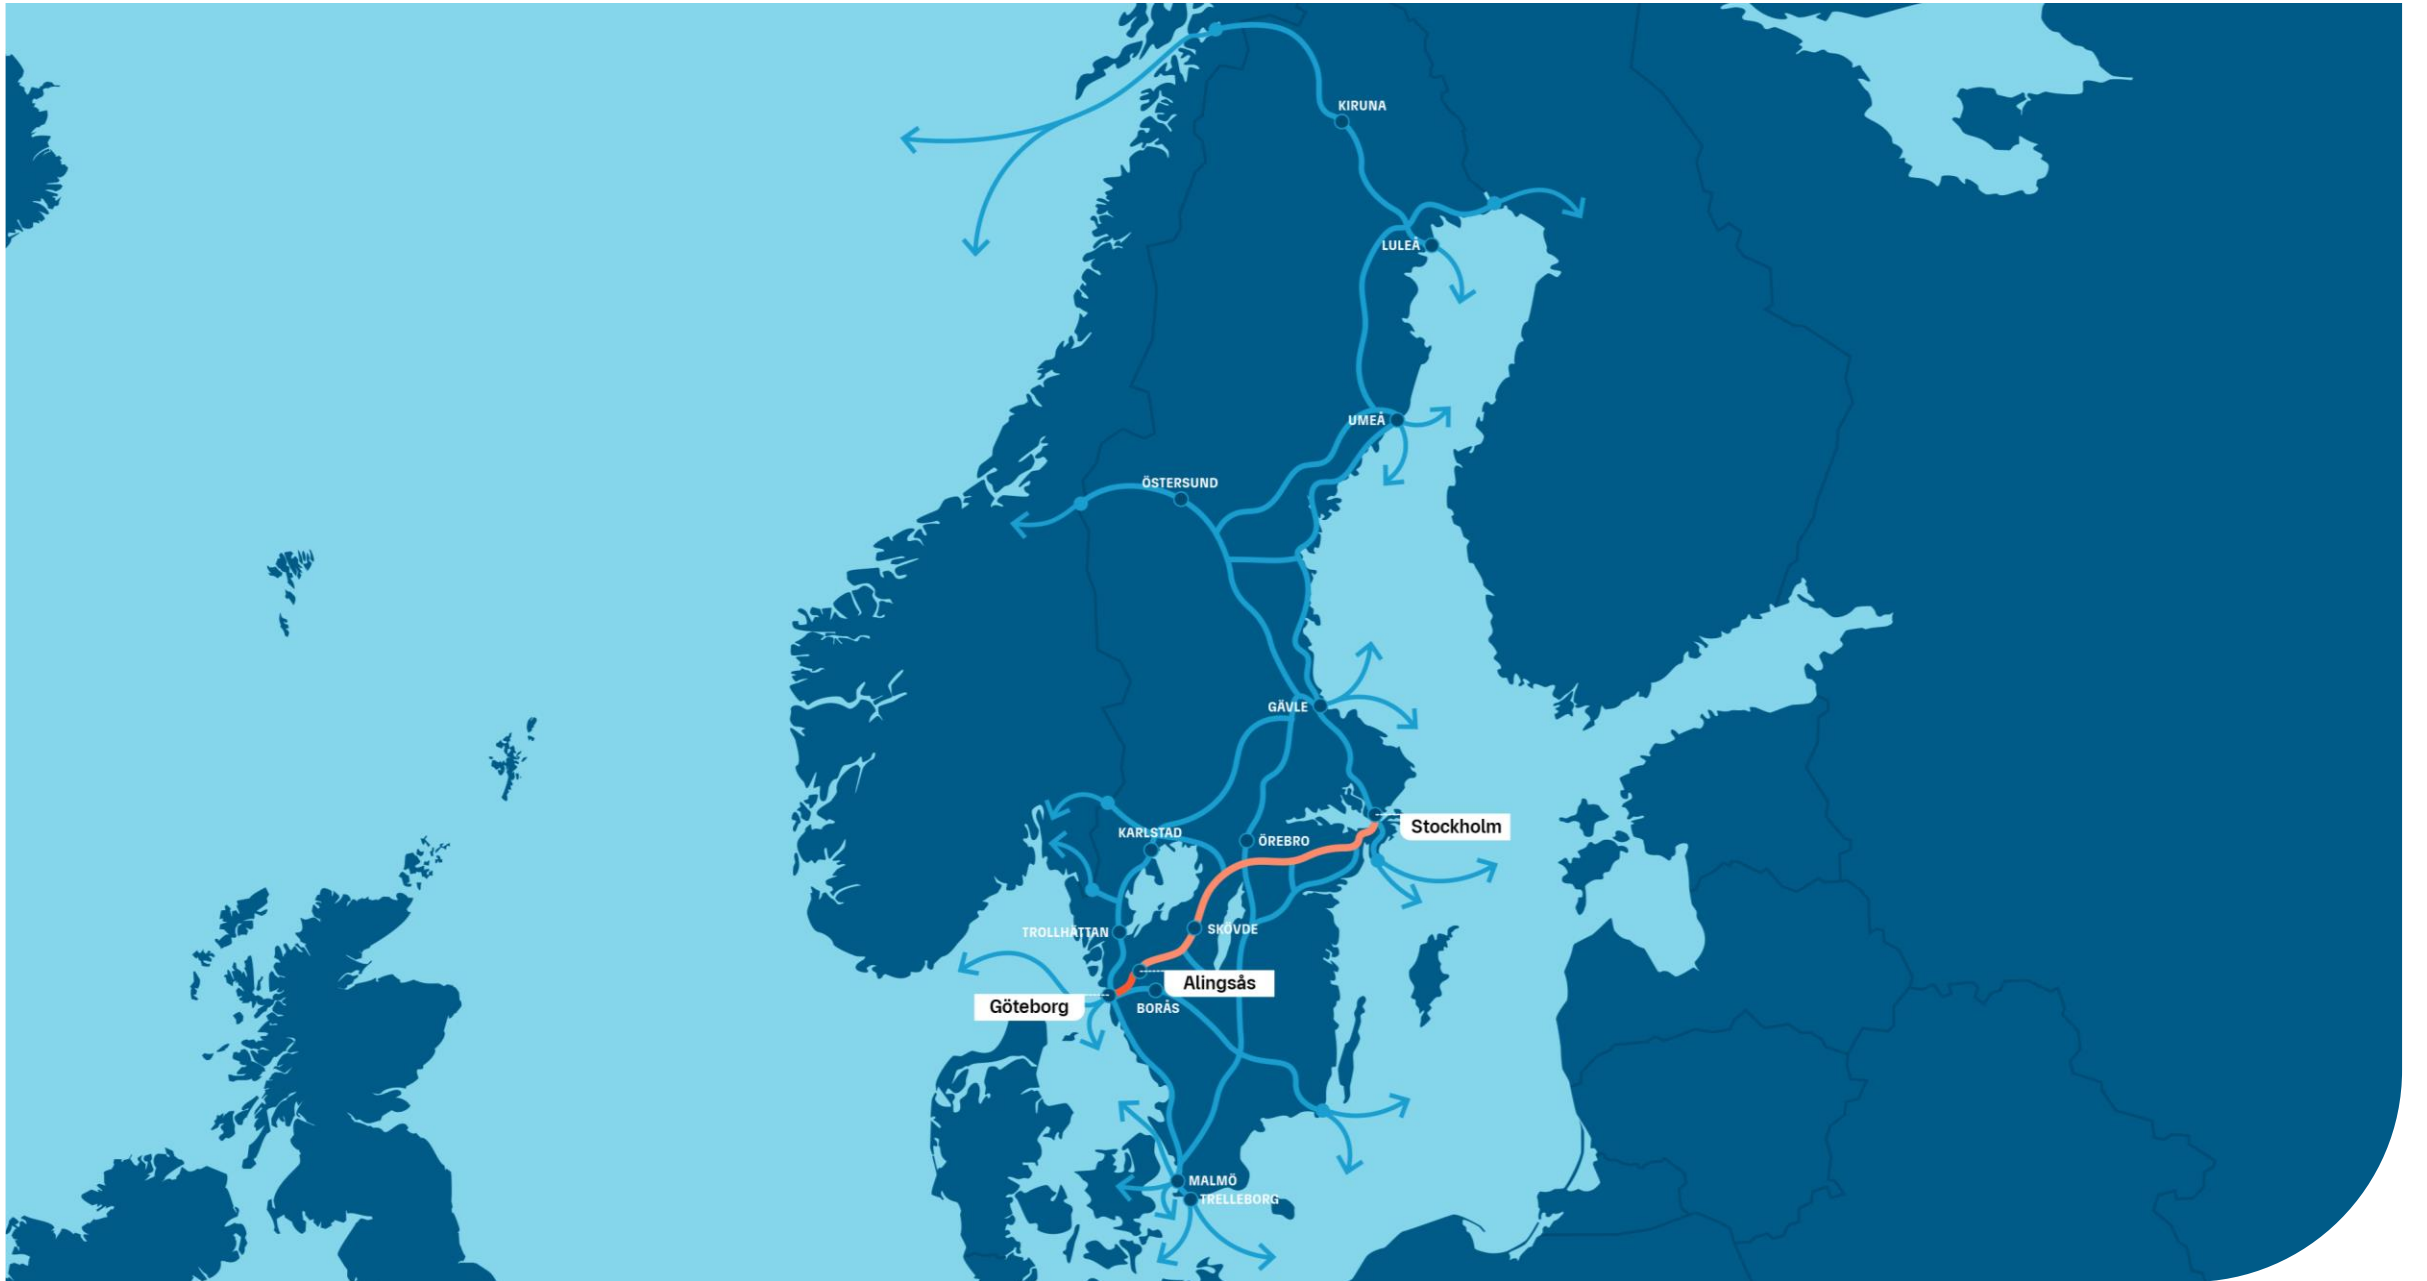 KIRUNA
LULEÅ
UMEÅ
ÖSTERSUND
GÄVLE
Stockholm
KARLSTAD
ÖREBRO
TROLLHÄTTAN
SKÖVDE
Alingsås
Göteborg
BORÅS
MALMÖ
TRELLEBORG